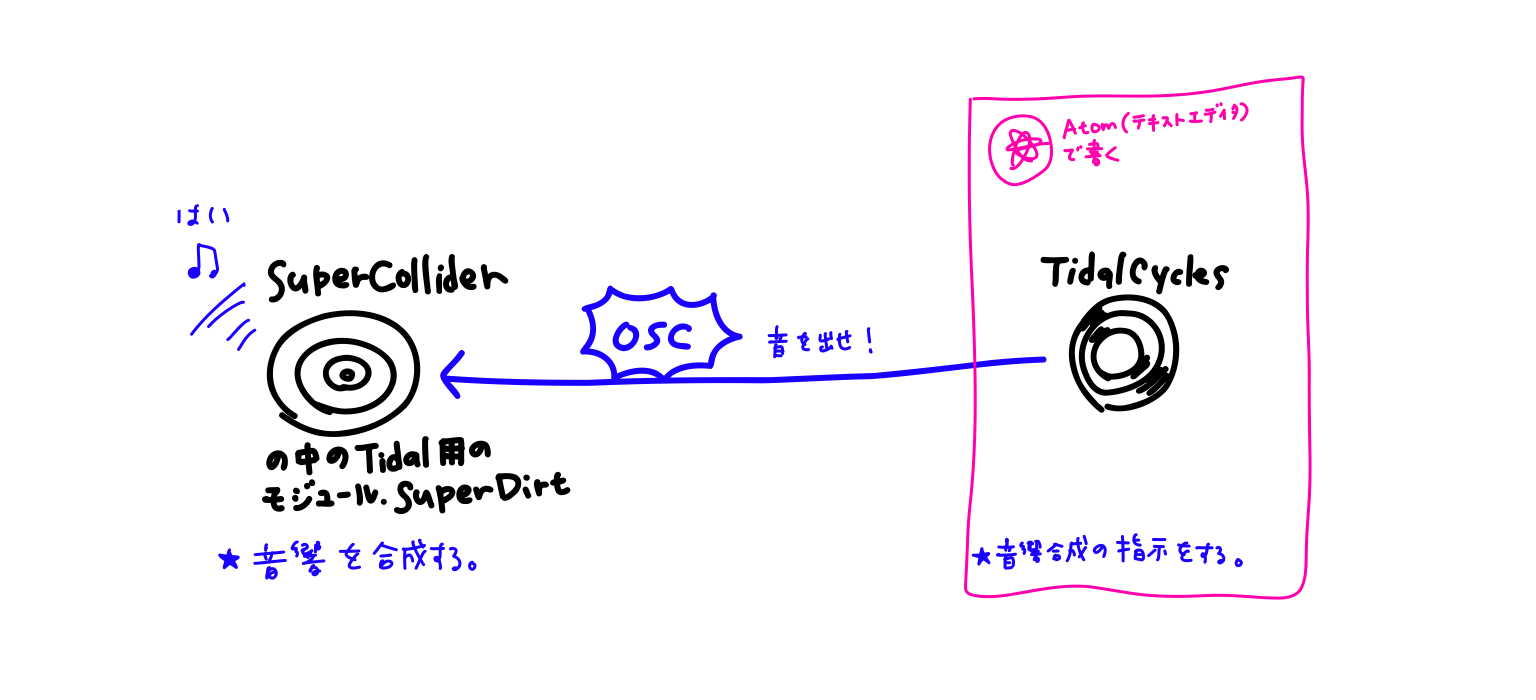 はい
SuperCollider
の中のTidal用の
モジュール.SuperDirt
★音響を合成する。
OSC
音を出せ!
Atom(テキストエディタ)
で書く
TidalCycles
★音響合成の指示をする。